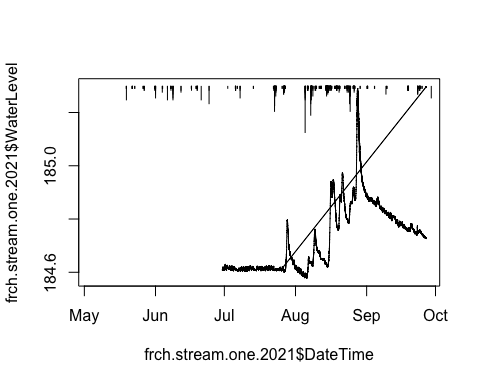 frch.stream.one.2021$WaterLevel
185.0
184.6
May Jun Jul Aug Sep Oct
frch.stream.one.2021$DateTime